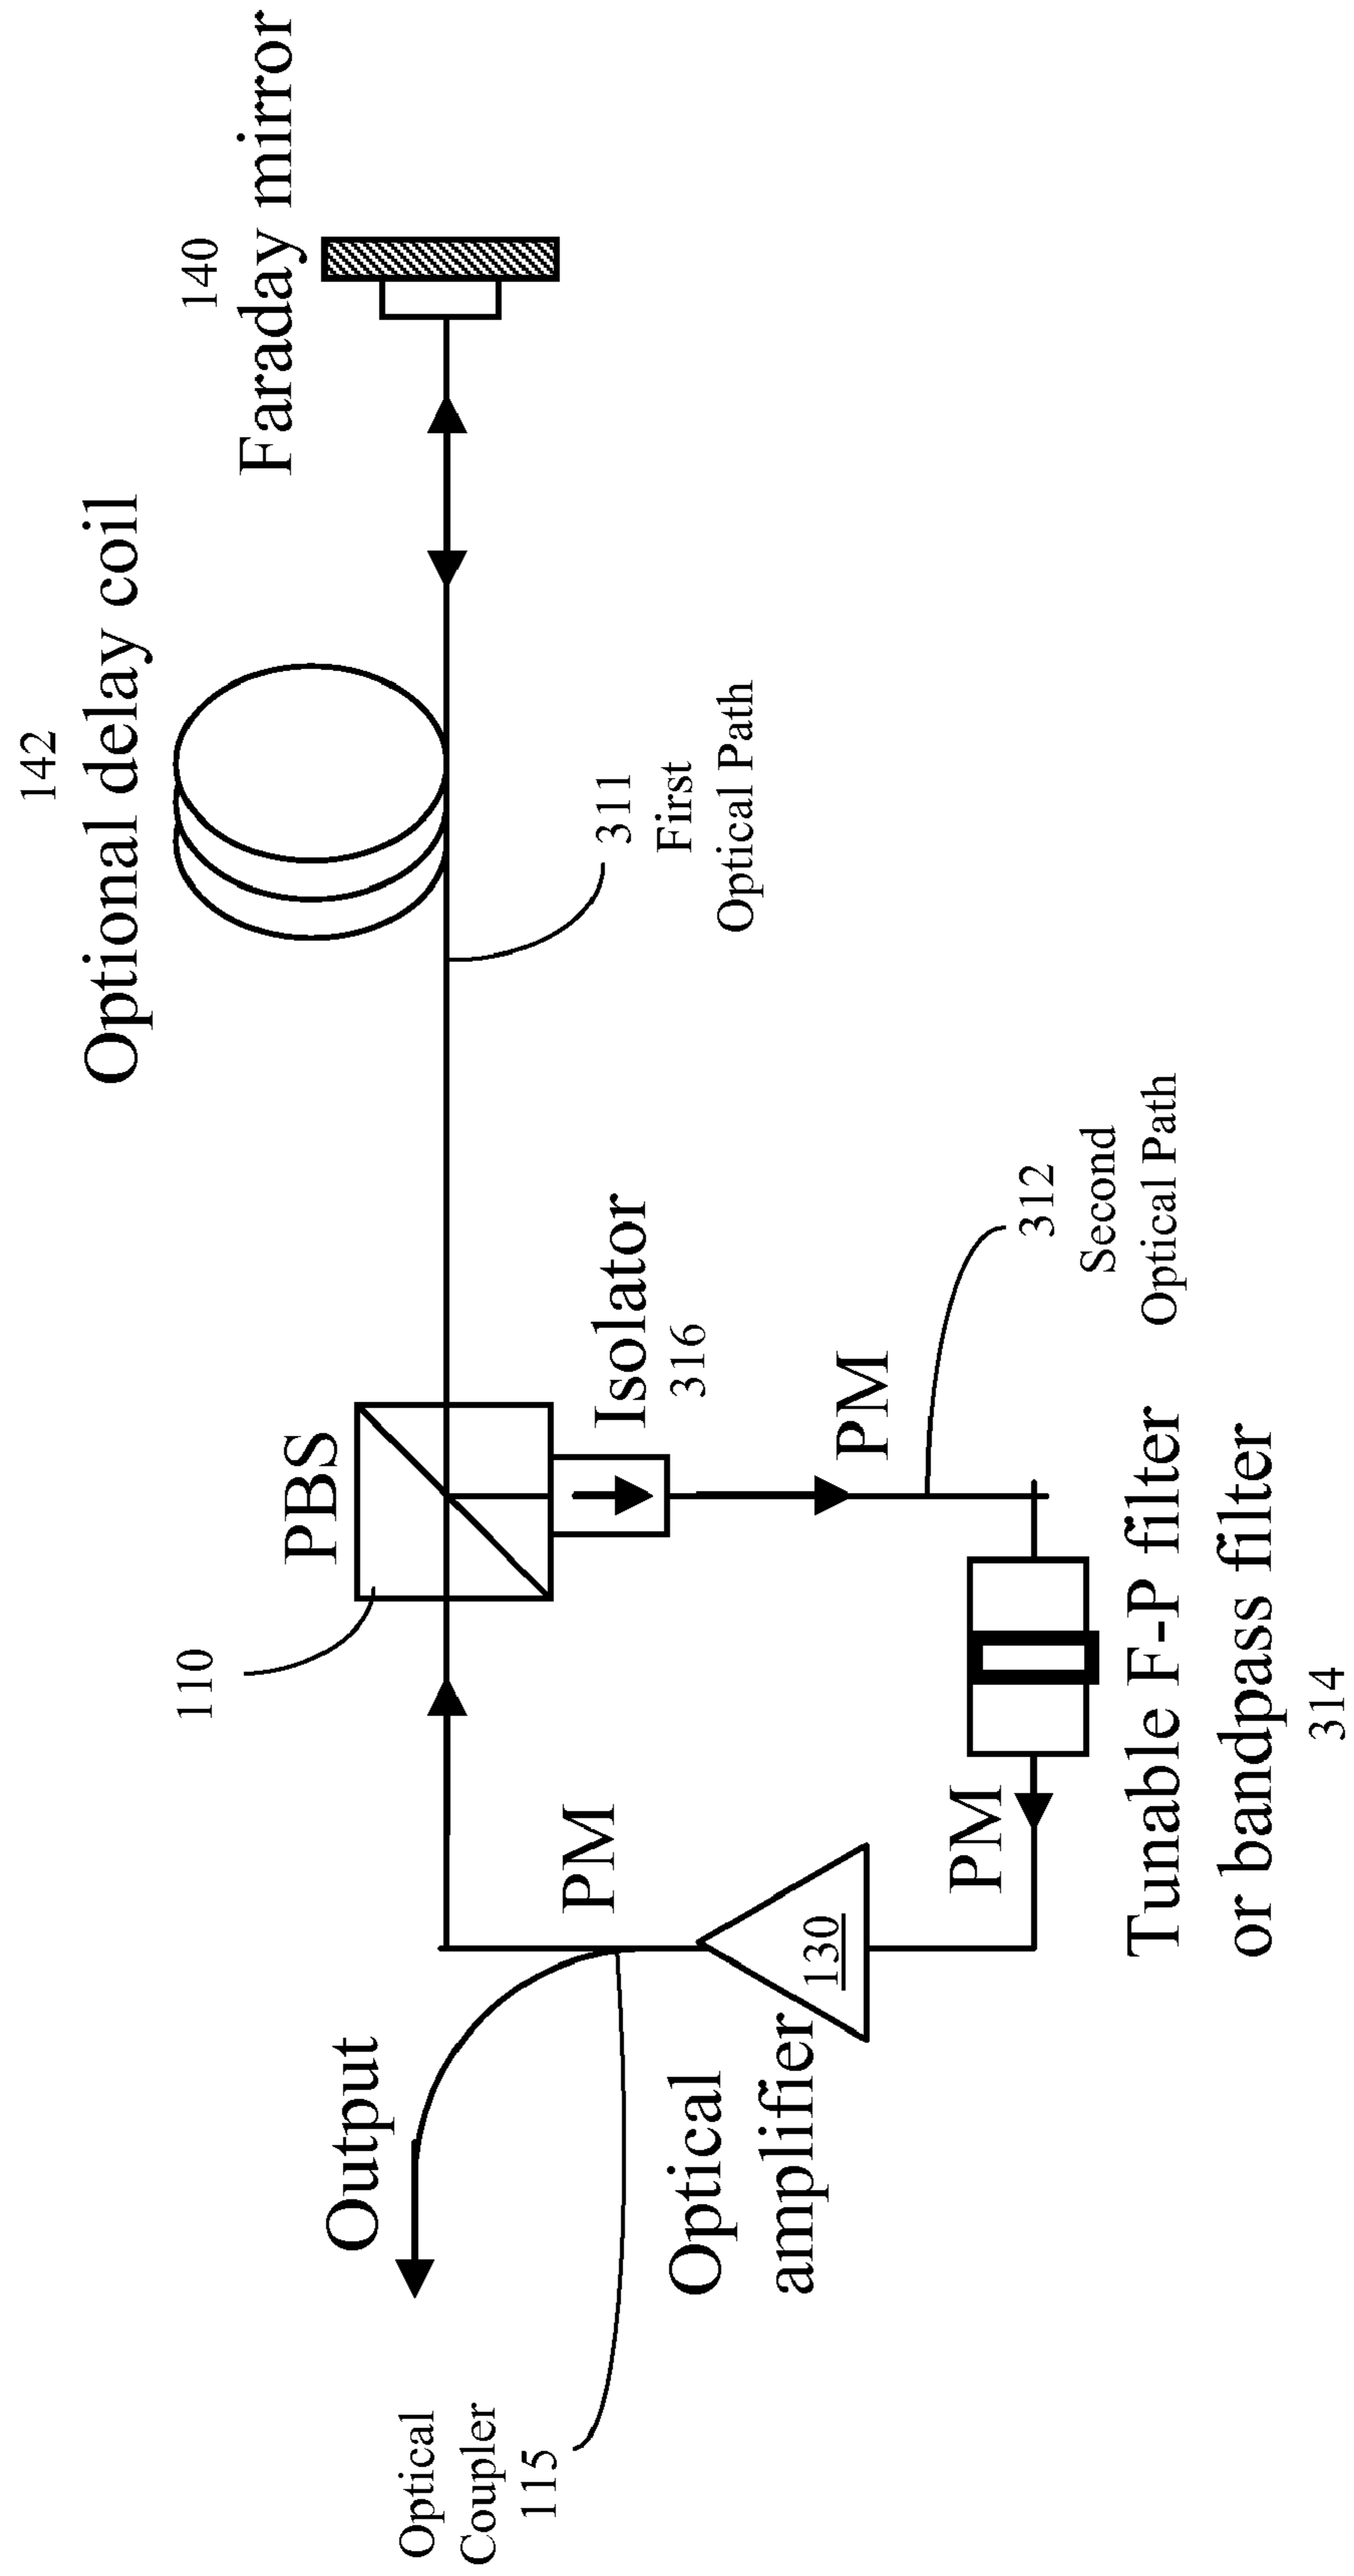 142
Optional delay coil
140
Faraday mirror
PBS
110
Isolator
316
311
First
Optical Path
PM
312
Second
Optical Path
Output
PM
Optical
Coupler
115
Optical
amplifier
130
PM
Tunable F-P filter
or bandpass filter
314